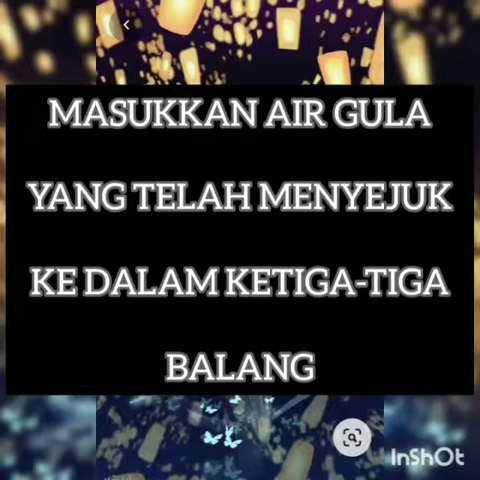 MASUKKAN AIR GULA
YANG TELAH MENYEJUK
KE DALAM KETIGA-TIGA
BALANG
InShOt